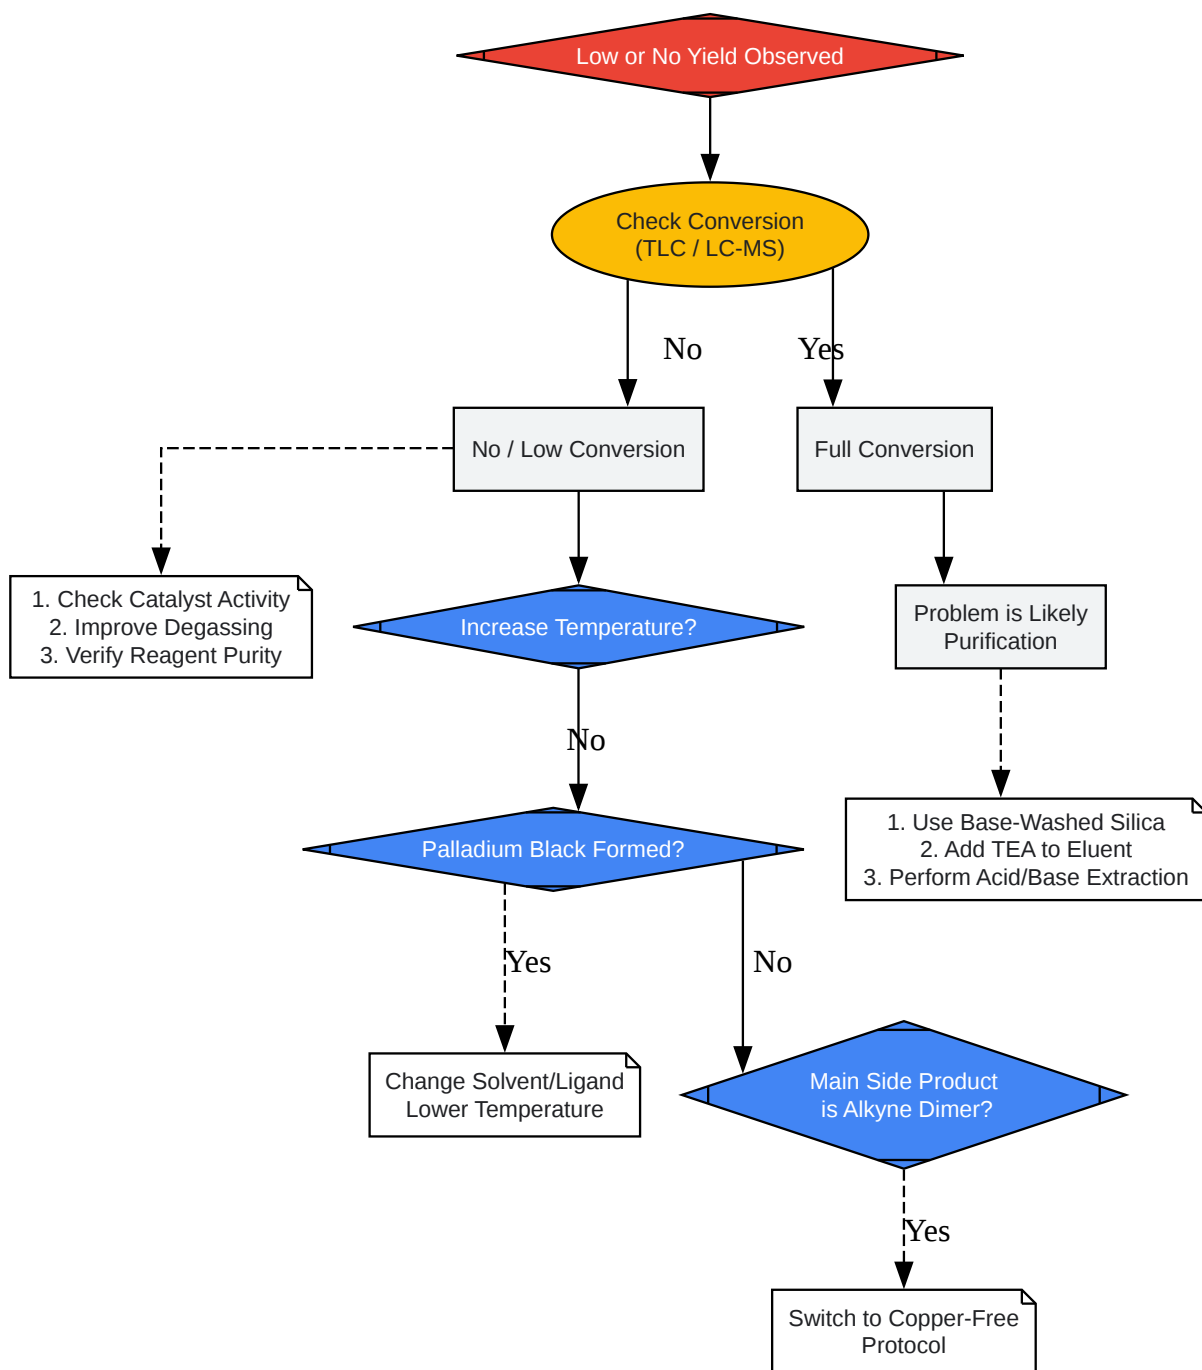 Low or No Yield Observed
Check Conversion
(TLC / LC-MS)
No
Yes
No / Low Conversion
Full Conversion
1. Check Catalyst Activity
2. Improve Degassing
3. Verify Reagent Purity
Increase Temperature?
Problem is Likely
Purification
No
Palladium Black Formed?
1. Use Base-Washed Silica
2. Add TEA to Eluent
3. Perform Acid/Base Extraction
Yes
No
Change Solvent/Ligand
Lower Temperature
Main Side Product
is Alkyne Dimer?
Yes
Switch to Copper-Free
Protocol